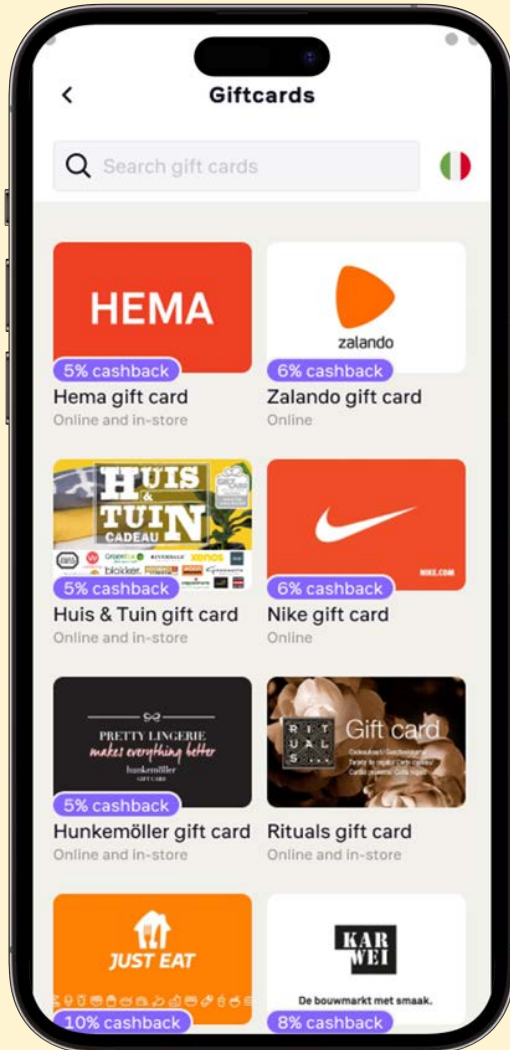 Giftcards
Search gift cards
HEMA
5% cashback
Hema gift card
Online and in-store
zalando
6% cashback
Zalando gift card
Online
HUIS
&
TUIN
CADEAU
XENOS
blokker.
5% cashback
Huis & Tuin gift card
Online and in-store
NIKE.COM
6% cashback
Nike gift card
Online
PRETTY LINGERIE
makes everything better
hunkemöller
GIFT CARD
5% cashback
Hunkemöller gift card
Online and in-store
RIT
UAL
S...
Gift card
Rituals gift card
Online and in-store
JUST EAT
10% cashback
KAR
WEI
De bouwmarkt met smaak.
8% cashback